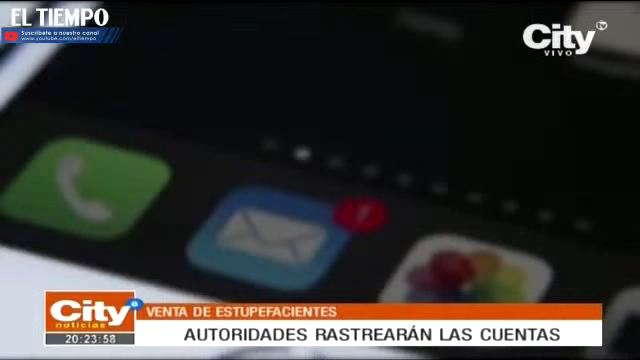 EL TIEMPO
Suscríbete a nuestro canal
www.youtube.com/eltiempo
City tv
VIVO
City
noticias
20:23:58
VENTA DE ESTUPEFACIENTES
AUTORIDADES RASTREARÁN LAS CUENTAS